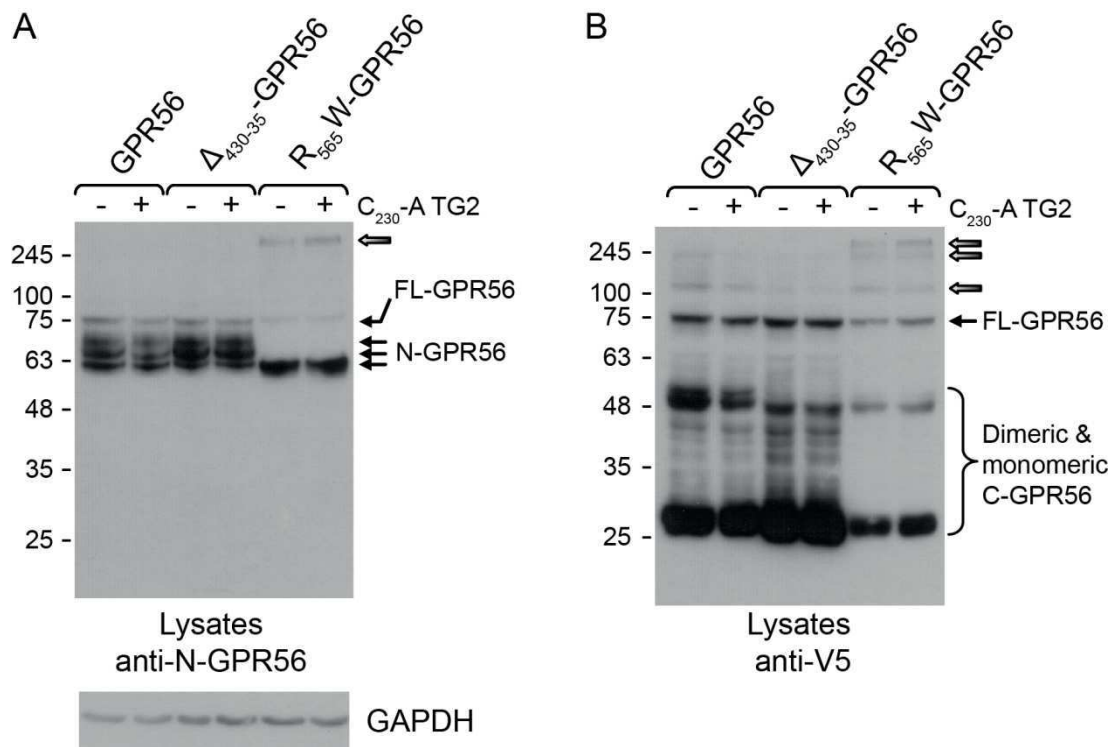 A
GPR56
Δ430-35-GPR56
R565W-GPR56
- + - + - + C230-A TG2
245 -
100 -
75 -
63 -
48 -
35 -
25 -
FL-GPR56
N-GPR56
Lysates
anti-N-GPR56
GAPDH
B
GPR56
Δ430-35-GPR56
R565W-GPR56
- + - + - + C230-A TG2
245 -
100 -
75 -
63 -
48 -
35 -
25 -
FL-GPR56
Dimeric &
monomeric
C-GPR56
Lysates
anti-V5